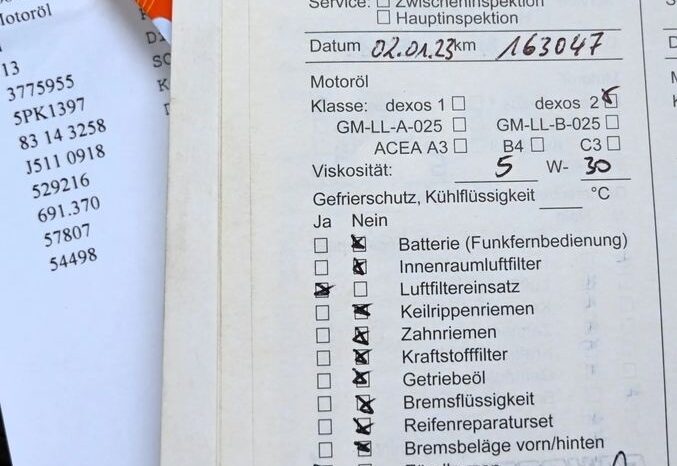 Motoröl
13
3775955
5PK1397
83 14 3258
J511 0918
529216
691.370
57807
54498
Service: ☐ Zwischeninspektion
☐ Hauptinspektion
Datum 02.01.23 km 163047
Motoröl
Klasse: dexos 1 ☐ dexos 2 ☒
GM-LL-A-025 ☐ GM-LL-B-025 ☐
ACEA A3 ☐ B4 ☐ C3 ☐
Viskosität: 5 W- 30
Gefrierschutz, Kühlflüssigkeit ____ °C
Ja Nein
☐ ☒ Batterie (Funkfernbedienung)
☐ ☒ Innenraumluftfilter
☒ ☐ Luftfiltereinsatz
☐ ☒ Keilrippenriemen
☐ ☒ Zahnriemen
☐ ☒ Kraftstofffilter
☐ ☒ Getriebeöl
☐ ☒ Bremsflüssigkeit
☐ ☒ Reifenreparaturset
☐ ☒ Bremsbeläge vorn/hinten